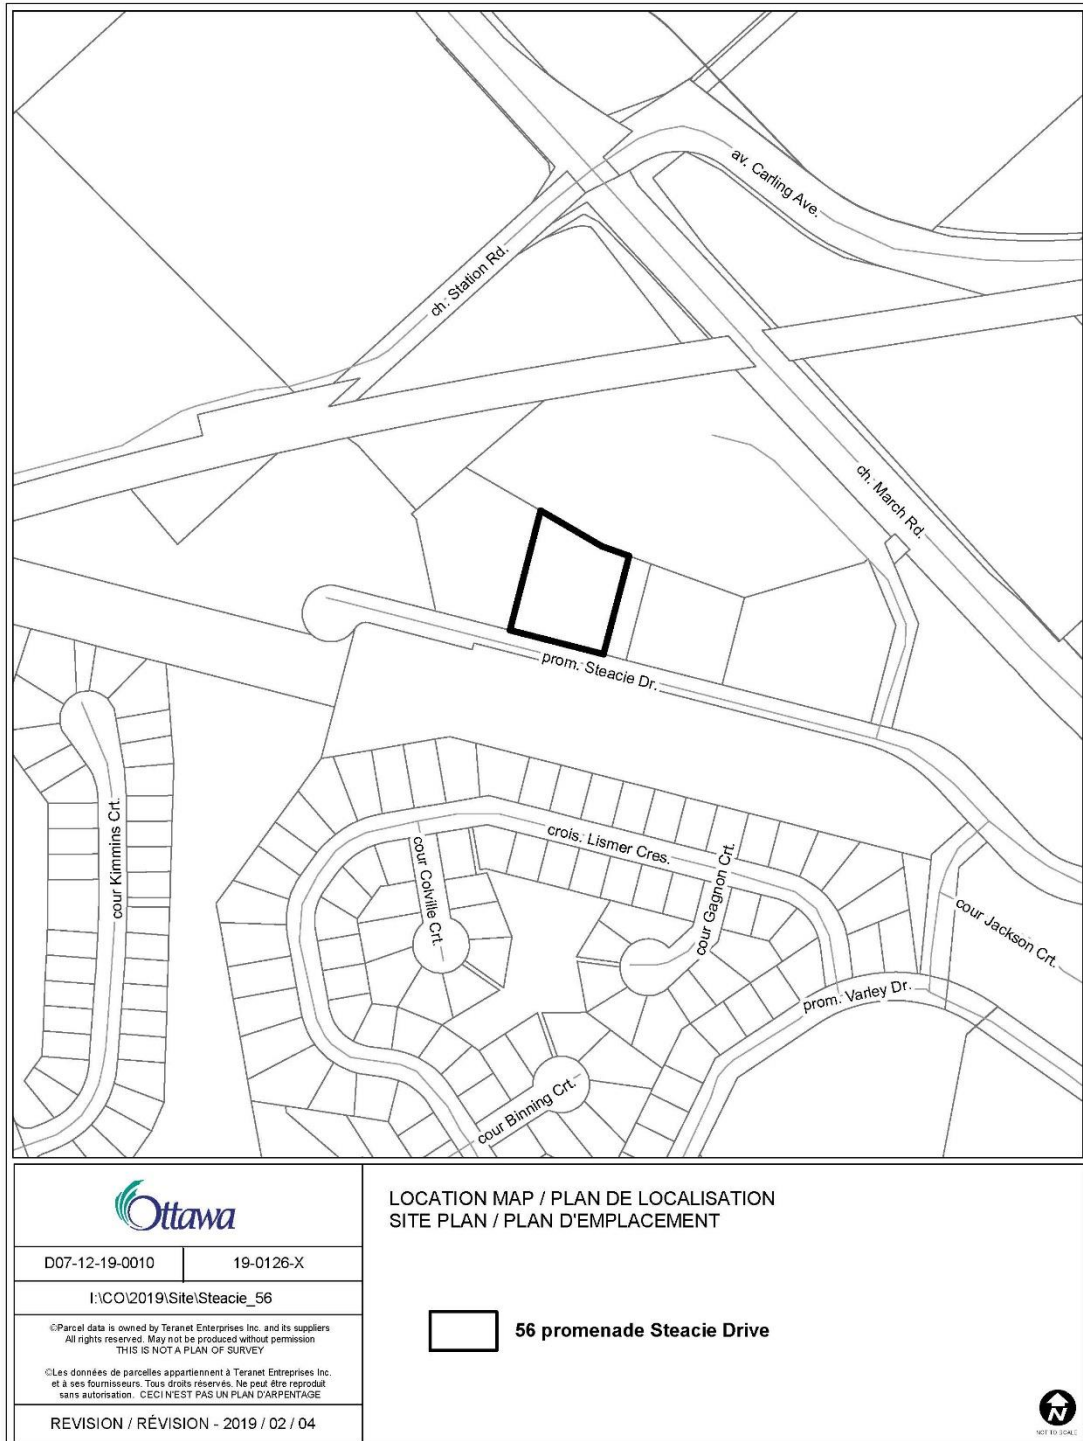 av. Carling Ave.
ch. Station Rd.
ch. March Rd.
prom. Steacie Dr.
cour Kimmins Crt.
crois. Lismer Cres.
cour Colville Crt.
cour Gagnon Crt.
cour Jackson Crt.
prom. Varley Dr.
cour Binning Crt.
Ottawa
D07-12-19-0010
19-0126-X
I:\CO\2019\Site\Steacie_56
©Parcel data is owned by Teranet Enterprises Inc. and its suppliers
All rights reserved. May not be produced without permission
THIS IS NOT A PLAN OF SURVEY
©Les données de parcelles appartiennent à Teranet Entreprises Inc.
et à ses fournisseurs. Tous droits réservés. Ne peut être reproduit
sans autorisation. CECI N'EST PAS UN PLAN D'ARPENTAGE
REVISION / RÉVISION - 2019 / 02 / 04
LOCATION MAP / PLAN DE LOCALISATION
SITE PLAN / PLAN D'EMPLACEMENT
56 promenade Steacie Drive
N
NOT TO SCALE